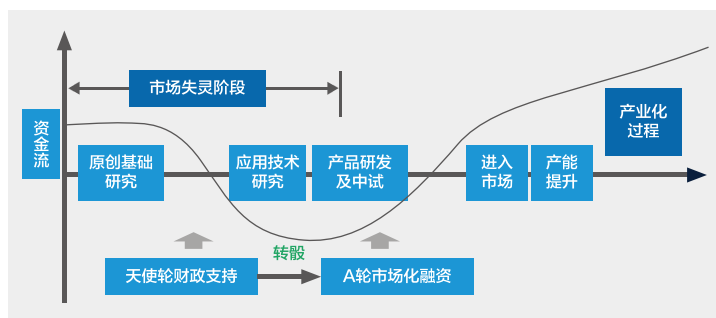 市场失灵阶段
产业化
过程
资金流
原创基础
研究
应用技术
研究
产品研发
及中试
进入
市场
产能
提升
转骰
天使轮财政支持
A轮市场化融资